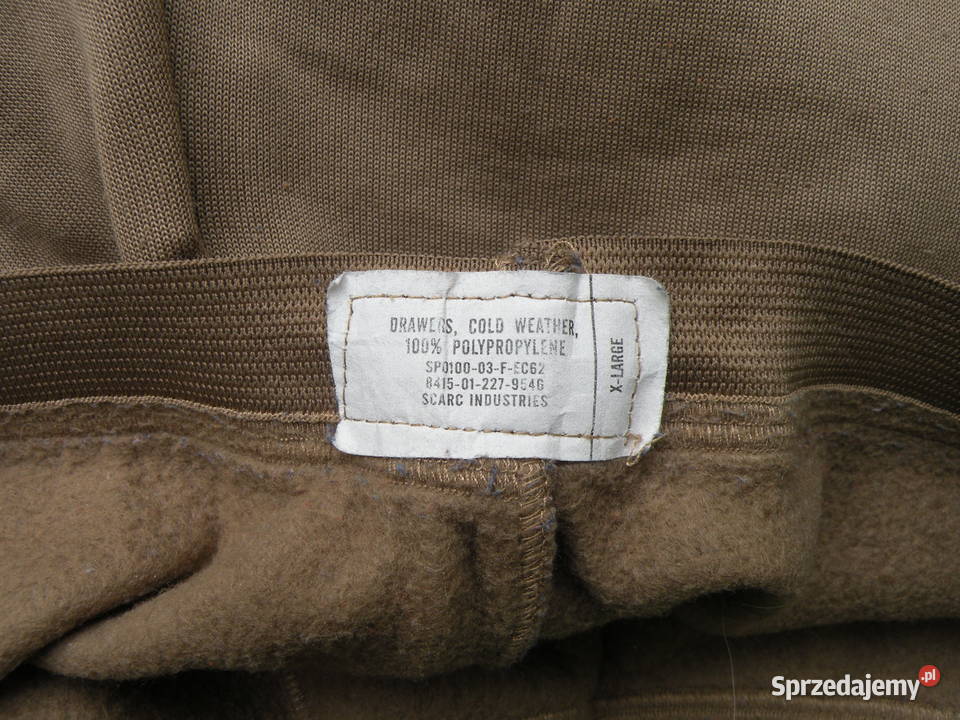 DRAWERS, COLD WEATHER,
100% POLYPROPYLENE
SP0100-03-F-EC62
8415-01-227-9546
SCARC INDUSTRIES
X-LARGE
Sprzedajemy.pl